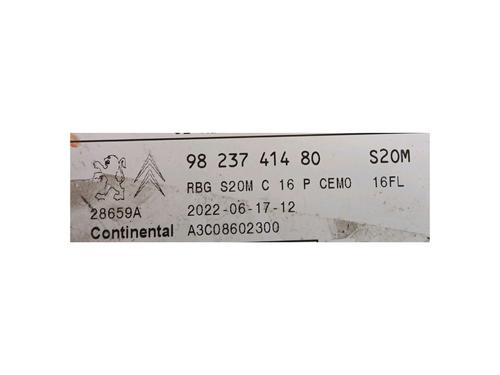 98 237 414 80 S20M
RBG S20M C 16 P CEMO 16FL
28659A 2022-06-17-12
Continental A3C08602300